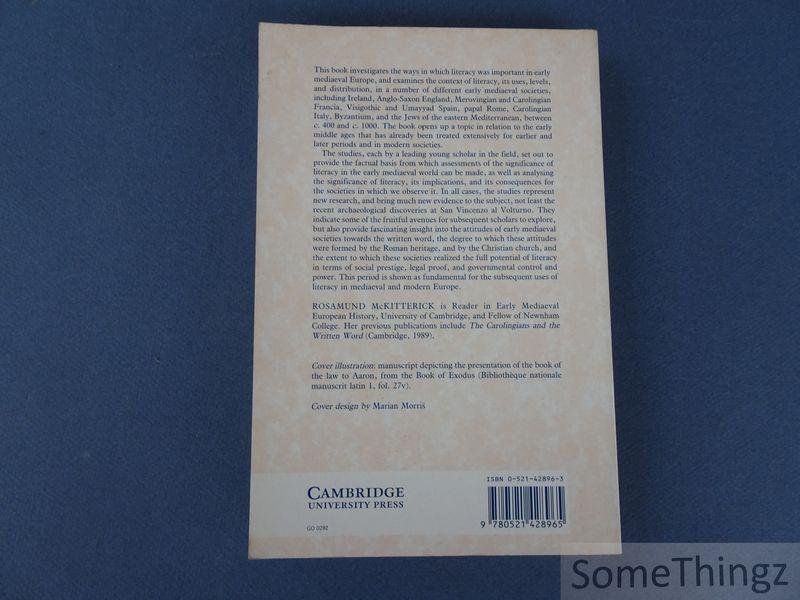 This book investigates the ways in which literacy was important in early
mediaeval Europe, and examines the context of literacy, its uses, levels,
and distribution, in a number of different early mediaeval societies,
including Ireland, Anglo-Saxon England, Merovingian and Carolingian
Francia, Visigothic and Umayyad Spain, papal Rome, Carolingian
Italy, Byzantium, and the Jews of the eastern Mediterranean, between
c. 400 and c. 1000. The book opens up a topic in relation to the early
middle ages that has already been treated extensively for earlier and
later periods and in modern societies.
The studies, each by a leading young scholar in the field, set out to
provide the factual basis from which assessments of the significance of
literacy in the early mediaeval world can be made, as well as analysing
the significance of literacy, its implications, and its consequences for
the societies in which we observe it. In all cases, the studies represent
new research, and bring much new evidence to the subject, not least the
recent archaeological discoveries at San Vincenzo al Volturno. They
indicate some of the fruitful avenues for subsequent scholars to explore,
but also provide fascinating insight into the attitudes of early mediaeval
societies towards the written word, the degree to which these attitudes
were formed by the Roman heritage, and by the Christian church, and
the extent to which these societies realized the full potential of literacy
in terms of social prestige, legal proof, and governmental control and
power. This period is shown as fundamental for the subsequent uses of
literacy in mediaeval and modern Europe.
ROSAMUND McKITTERICK is Reader in Early Mediaeval
European History, University of Cambridge, and Fellow of Newnham
College. Her previous publications include The Carolingians and the
Written Word (Cambridge, 1989).
Cover illustration: manuscript depicting the presentation of the book of
the law to Aaron, from the Book of Exodus (Bibliothèque nationale
manuscrit latin 1, fol. 27v).
Cover design by Marian Morris
CAMBRIDGE
UNIVERSITY PRESS
GO 0292
ISBN 0-521-42896-3
9 780521 428965
SomeThingz